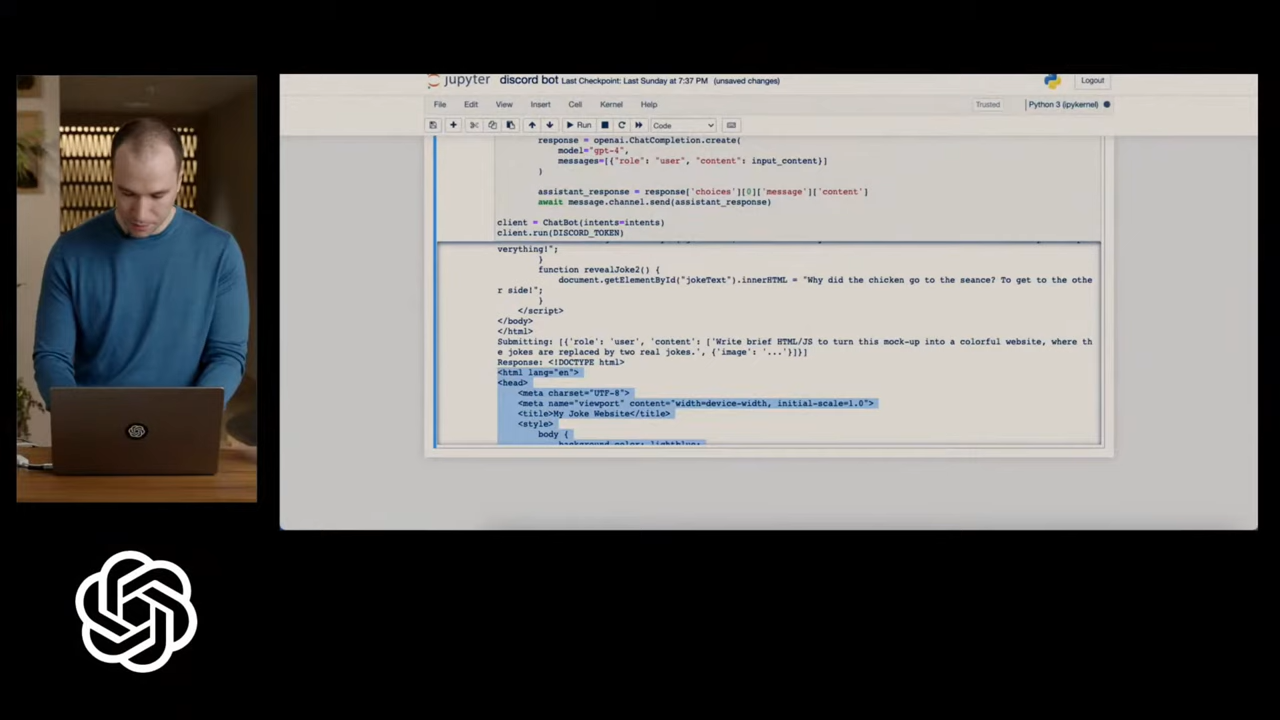 jupyter discord bot Last Checkpoint: Last Sunday at 7:37 PM (unsaved changes)
Logout
File Edit View Insert Cell Kernel Help
Trusted
Python 3 (ipykernel)
Run
Code
response = openai.ChatCompletion.create(
model="gpt-4",
messages=[{"role": "user", "content": input_content}]
)
assistant_response = response['choices'][0]['message']['content']
await message.channel.send(assistant_response)
client = ChatBot(intents=intents)
client.run(DISCORD_TOKEN)
verything!";
}
function revealJoke2() {
document.getElementById("jokeText").innerHTML = "Why did the chicken go to the seance? To get to the othe
r side!";
}
</script>
</body>
</html>
Submitting: [{'role': 'user', 'content': ['Write brief HTML/JS to turn this mock-up into a colorful website, where th
e jokes are replaced by two real jokes.', {'image': '...'}]}]
Response: <!DOCTYPE html>
<html lang="en">
<head>
<meta charset="UTF-8">
<meta name="viewport" content="width=device-width, initial-scale=1.0">
<title>My Joke Website</title>
<style>
body {
background-color: lightblue;